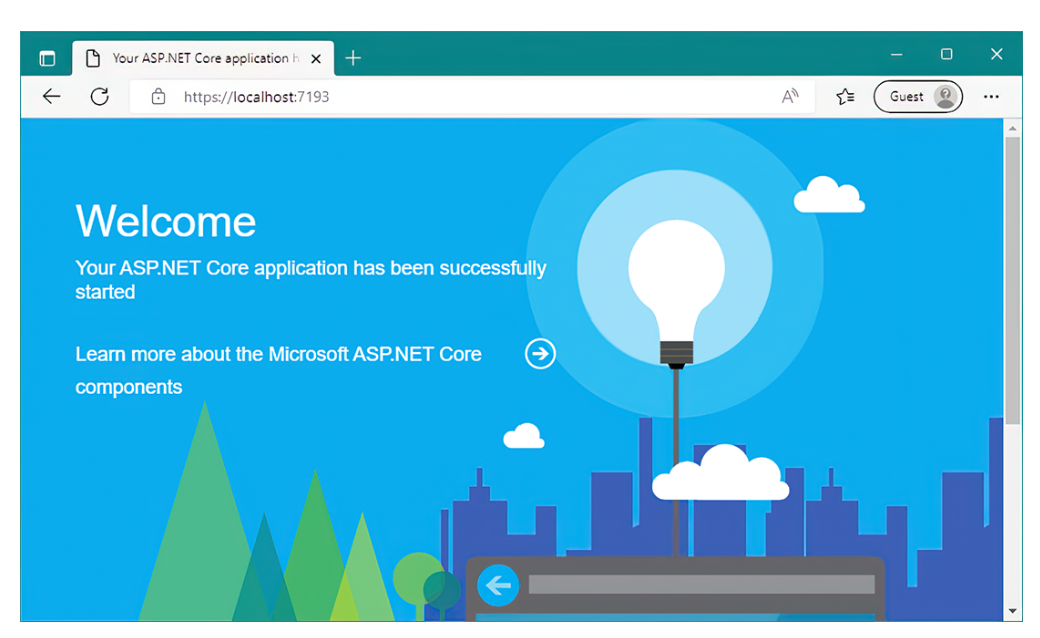 Your ASP.NET Core application h
https://localhost:7193
Guest
Welcome
Your ASP.NET Core application has been successfully
started
Learn more about the Microsoft ASP.NET Core
components